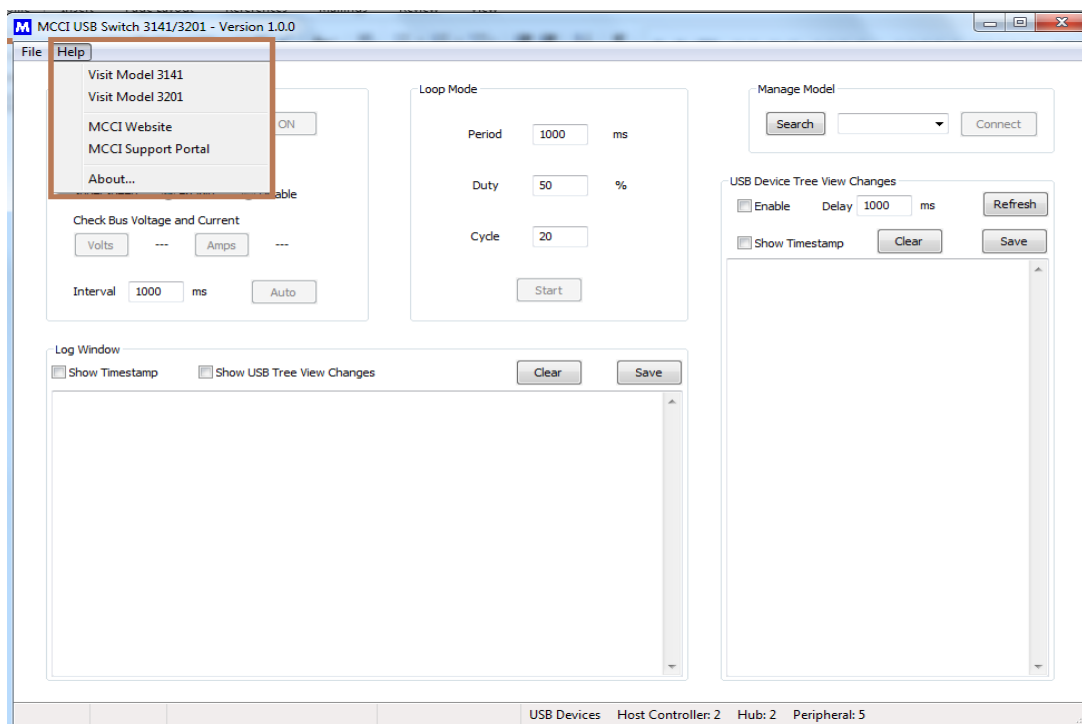 MCCI USB Switch 3141/3201 - Version 1.0.0
File Help
Visit Model 3141
Visit Model 3201
MCCI Website
MCCI Support Portal
About...
ON
Check Bus Voltage and Current
Volts --- Amps ---
Interval 1000 ms Auto
Loop Mode
Period 1000 ms
Duty 50 %
Cycle 20
Start
Manage Model
Search Connect
USB Device Tree View Changes
Enable Delay 1000 ms Refresh
Show Timestamp Clear Save
Log Window
Show Timestamp Show USB Tree View Changes Clear Save
USB Devices Host Controller: 2 Hub: 2 Peripheral: 5